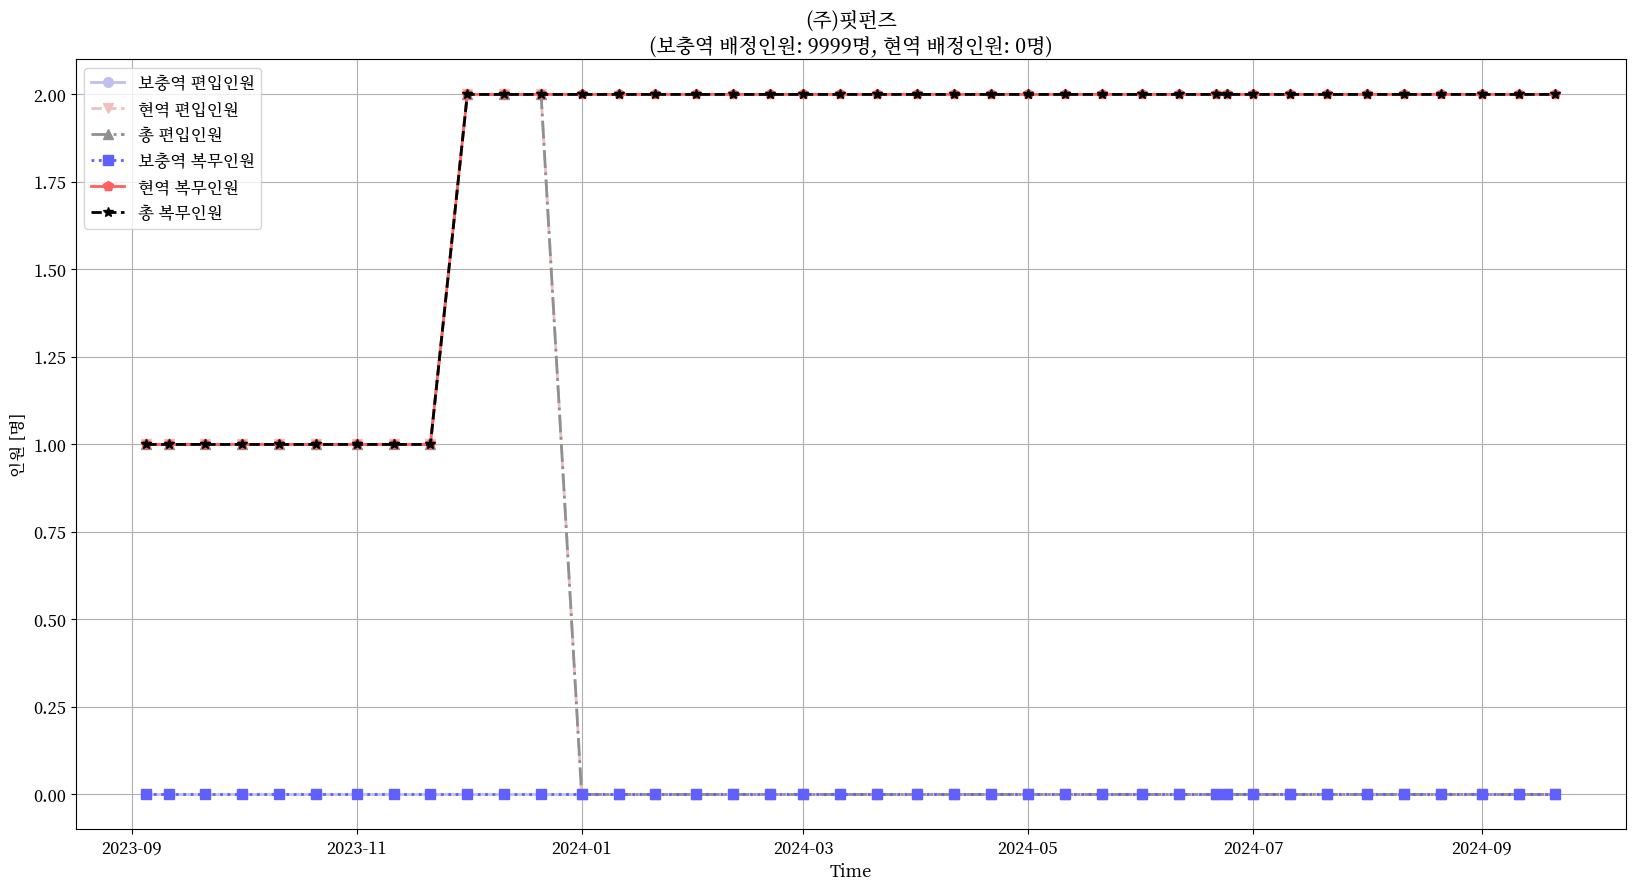 (주)핏펀즈
(보충역 배정인원: 9999명, 현역 배정인원: 0명)
보충역 편입인원
현역 편입인원
총 편입인원
보충역 복무인원
현역 복무인원
총 복무인원
2.00
1.75
1.50
1.25
1.00
0.75
0.50
0.25
0.00
인원 [명]
2023-09
2023-11
2024-01
2024-03
2024-05
2024-07
2024-09
Time